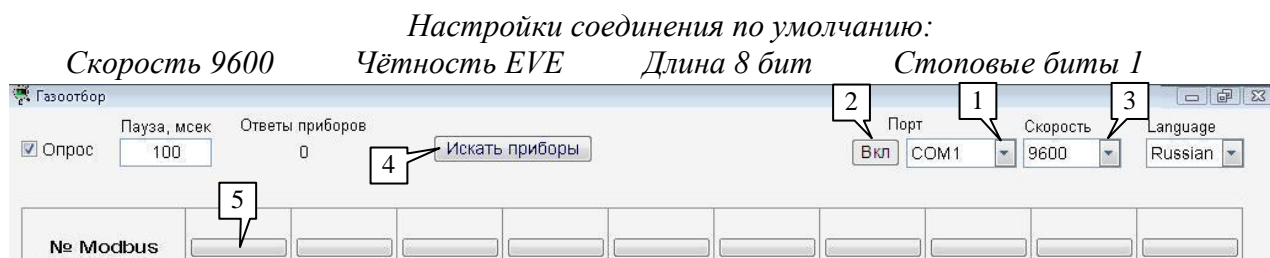 Настройки соединения по умолчанию:
Скорость 9600 Чётность EVE Длина 8 бит Стоповые биты 1
Газоотбор
2 1 3
Пауза, мсек Ответы приборов Порт Скорость Language
Опрос 100 0 Искать приборы Вкл COM1 9600 Russian
4
5
№ Modbus